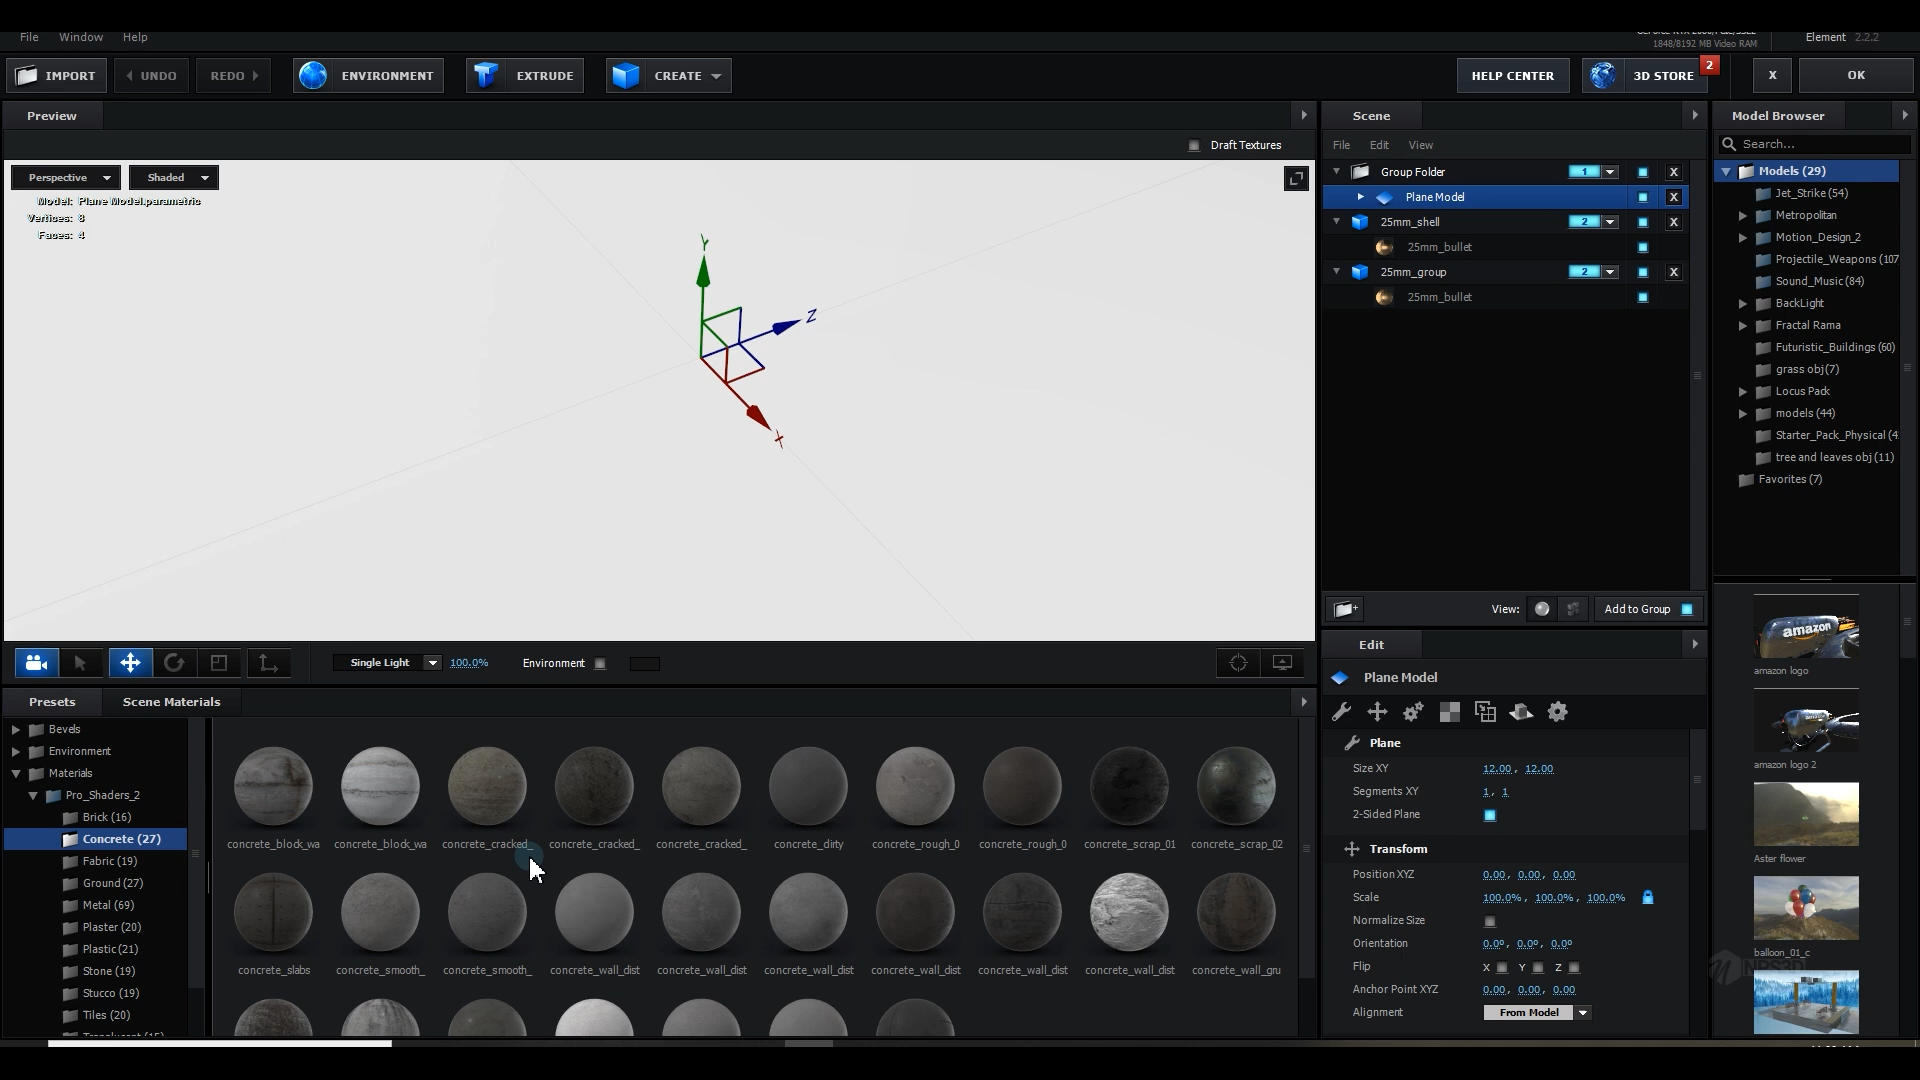 File Window Help
1848/8192 MB Video RAM
Element 2.2.2
IMPORT UNDO REDO ENVIRONMENT EXTRUDE CREATE HELP CENTER 3D STORE 2 X OK
Preview
Draft Textures
Perspective Shaded
Model: Plane Model.parametric
Vertices: 8
Faces: 4
Y
Z
X
Single Light 100.0% Environment
Presets Scene Materials
Bevels
Environment
Materials
Pro_Shaders_2
Brick (16)
Concrete (27)
Fabric (19)
Ground (27)
Metal (69)
Plaster (20)
Plastic (21)
Stone (19)
Stucco (19)
Tiles (20)
concrete_block_wa concrete_block_wa concrete_cracked_ concrete_cracked_ concrete_cracked_ concrete_dirty concrete_rough_0 concrete_rough_0 concrete_scrap_01 concrete_scrap_02
concrete_slabs concrete_smooth_ concrete_smooth_ concrete_wall_dist concrete_wall_dist concrete_wall_dist concrete_wall_dist concrete_wall_dist concrete_wall_dist concrete_wall_gru
Scene
File Edit View
Group Folder 1 X
Plane Model X
25mm_shell 2 X
25mm_bullet
25mm_group 2 X
25mm_bullet
View: Add to Group
Edit
Plane Model
Plane
Size XY 12.00, 12.00
Segments XY 1, 1
2-Sided Plane
Transform
Position XYZ 0.00, 0.00, 0.00
Scale 100.0%, 100.0%, 100.0%
Normalize Size
Orientation 0.0º, 0.0º, 0.0º
Flip X Y Z
Anchor Point XYZ 0.00, 0.00, 0.00
Alignment From Model
Model Browser
Search...
Models (29)
Jet_Strike (54)
Metropolitan
Motion_Design_2
Projectile_Weapons (107
Sound_Music (84)
BackLight
Fractal Rama
Futuristic_Buildings (60)
grass obj(7)
Locus Pack
models (44)
Starter_Pack_Physical (4
tree and leaves obj (11)
Favorites (7)
amazon
amazon logo
amazon logo 2
Aster flower
balloon_01_c